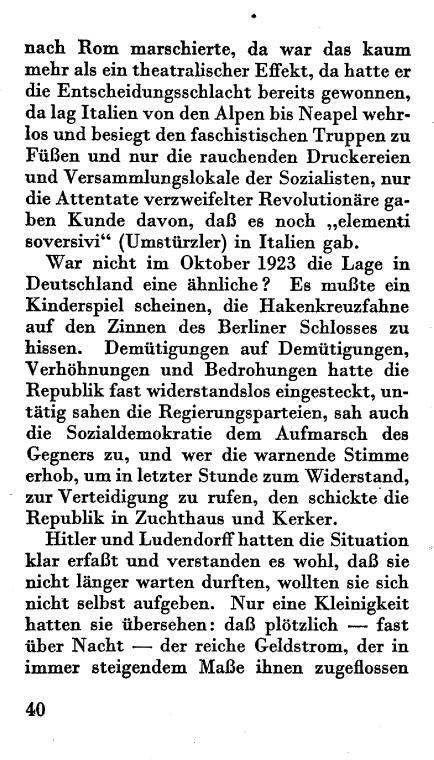 nach Rom marschierte, da war das kaum
mehr als ein theatralischer Effekt, da hatte er
die Entscheidungsschlacht bereits gewonnen,
da lag Italien von den Alpen bis Neapel wehr-
los und besiegt den faschistischen Truppen zu
Füßen und nur die rauchenden Druckereien
und Versammlungslokale der Sozialisten, nur
die Attentate verzweifelter Revolutionäre ga-
ben Kunde davon, daß es noch „elementi
soversivi“ (Umstürzler) in Italien gab.
War nicht im Oktober 1923 die Lage in
Deutschland eine ähnliche? Es mußte ein
Kinderspiel scheinen, die Hakenkreuzfahne
auf den Zinnen des Berliner Schlosses zu
hissen. Demütigungen auf Demütigungen,
Verhöhnungen und Bedrohungen hatte die
Republik fast widerstandslos eingesteckt, un-
tätig sahen die Regierungsparteien, sah auch
die Sozialdemokratie dem Aufmarsch des
Gegners zu, und wer die warnende Stimme
erhob, um in letzter Stunde zum Widerstand,
zur Verteidigung zu rufen, den schickte die
Republik in Zuchthaus und Kerker.
Hitler und Ludendorff hatten die Situation
klar erfaßt und verstanden es wohl, daß sie
nicht länger warten durften, wollten sie sich
nicht selbst aufgeben. Nur eine Kleinigkeit
hatten sie übersehen: daß plötzlich — fast
über Nacht — der reiche Geldstrom, der in
immer steigendem Maße ihnen zugeflossen
40